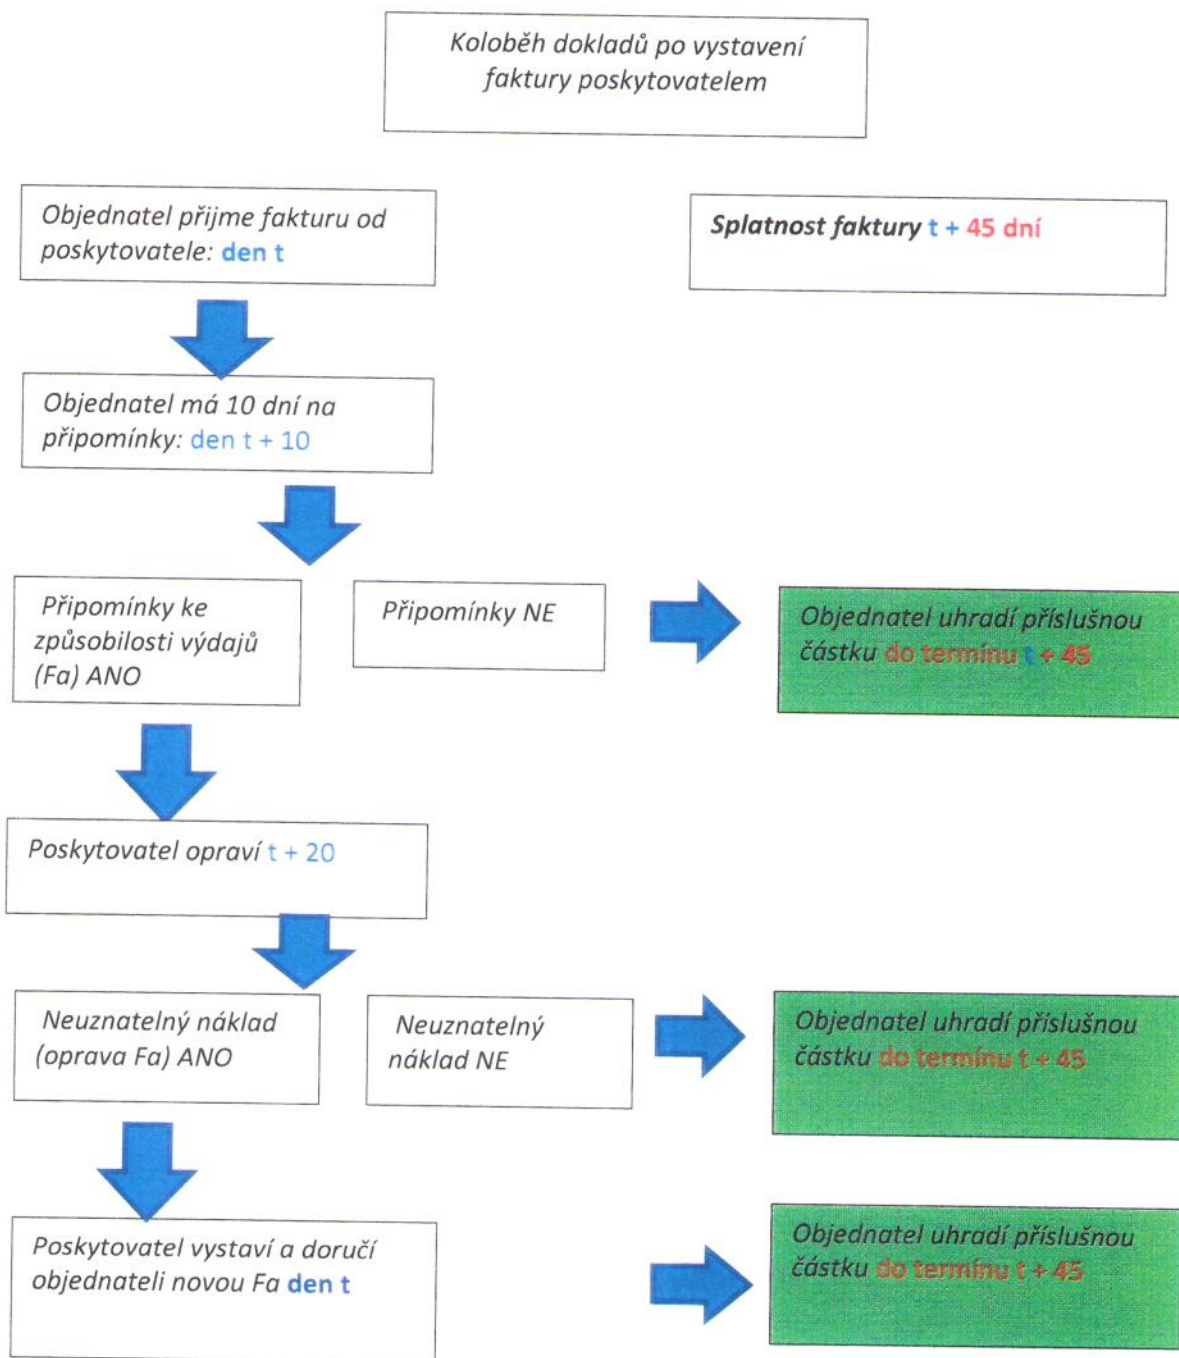 Koloběh dokladů po vystavení
faktury poskytovatelem
Objednatel přijme fakturu od
poskytovatele: den t
Splatnost faktury t + 45 dní
Objednatel má 10 dní na
připomínky: den t + 10
Připomínky ke
způsobilosti výdajů
(Fa) ANO
Připomínky NE
Objednatel uhradí příslušnou
částku do termínu t + 45
Poskytovatel opraví t + 20
Neuznatelný náklad
(oprava Fa) ANO
Neuznatelný
náklad NE
Objednatel uhradí příslušnou
částku do termínu t + 45
Poskytovatel vystaví a doručí
objednateli novou Fa den t
Objednatel uhradí příslušnou
částku do termínu t + 45